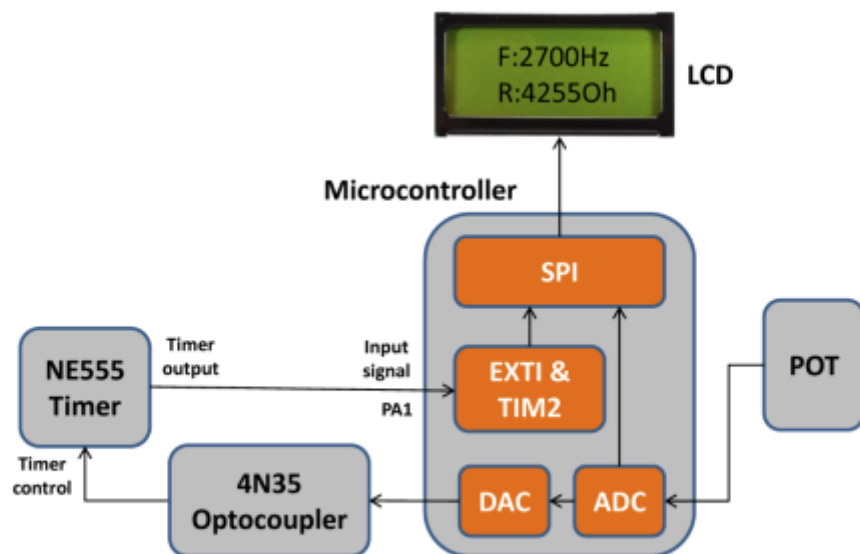 F:2700Hz
R:4255Oh
LCD
Microcontroller
SPI
NE555
Timer
Timer
output
Input
signal
PA1
EXTI &
TIM2
POT
Timer
control
4N35
Optocoupler
DAC
ADC